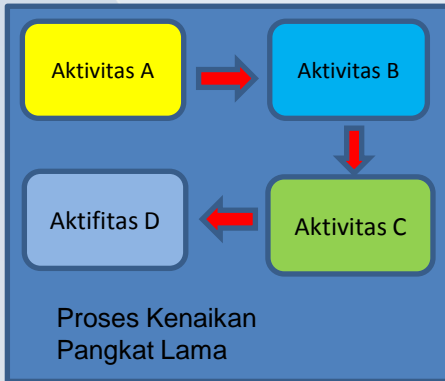 Aktivitas A
Aktivitas B
Aktifitas D
Aktivitas C
Proses Kenaikan
Pangkat Lama